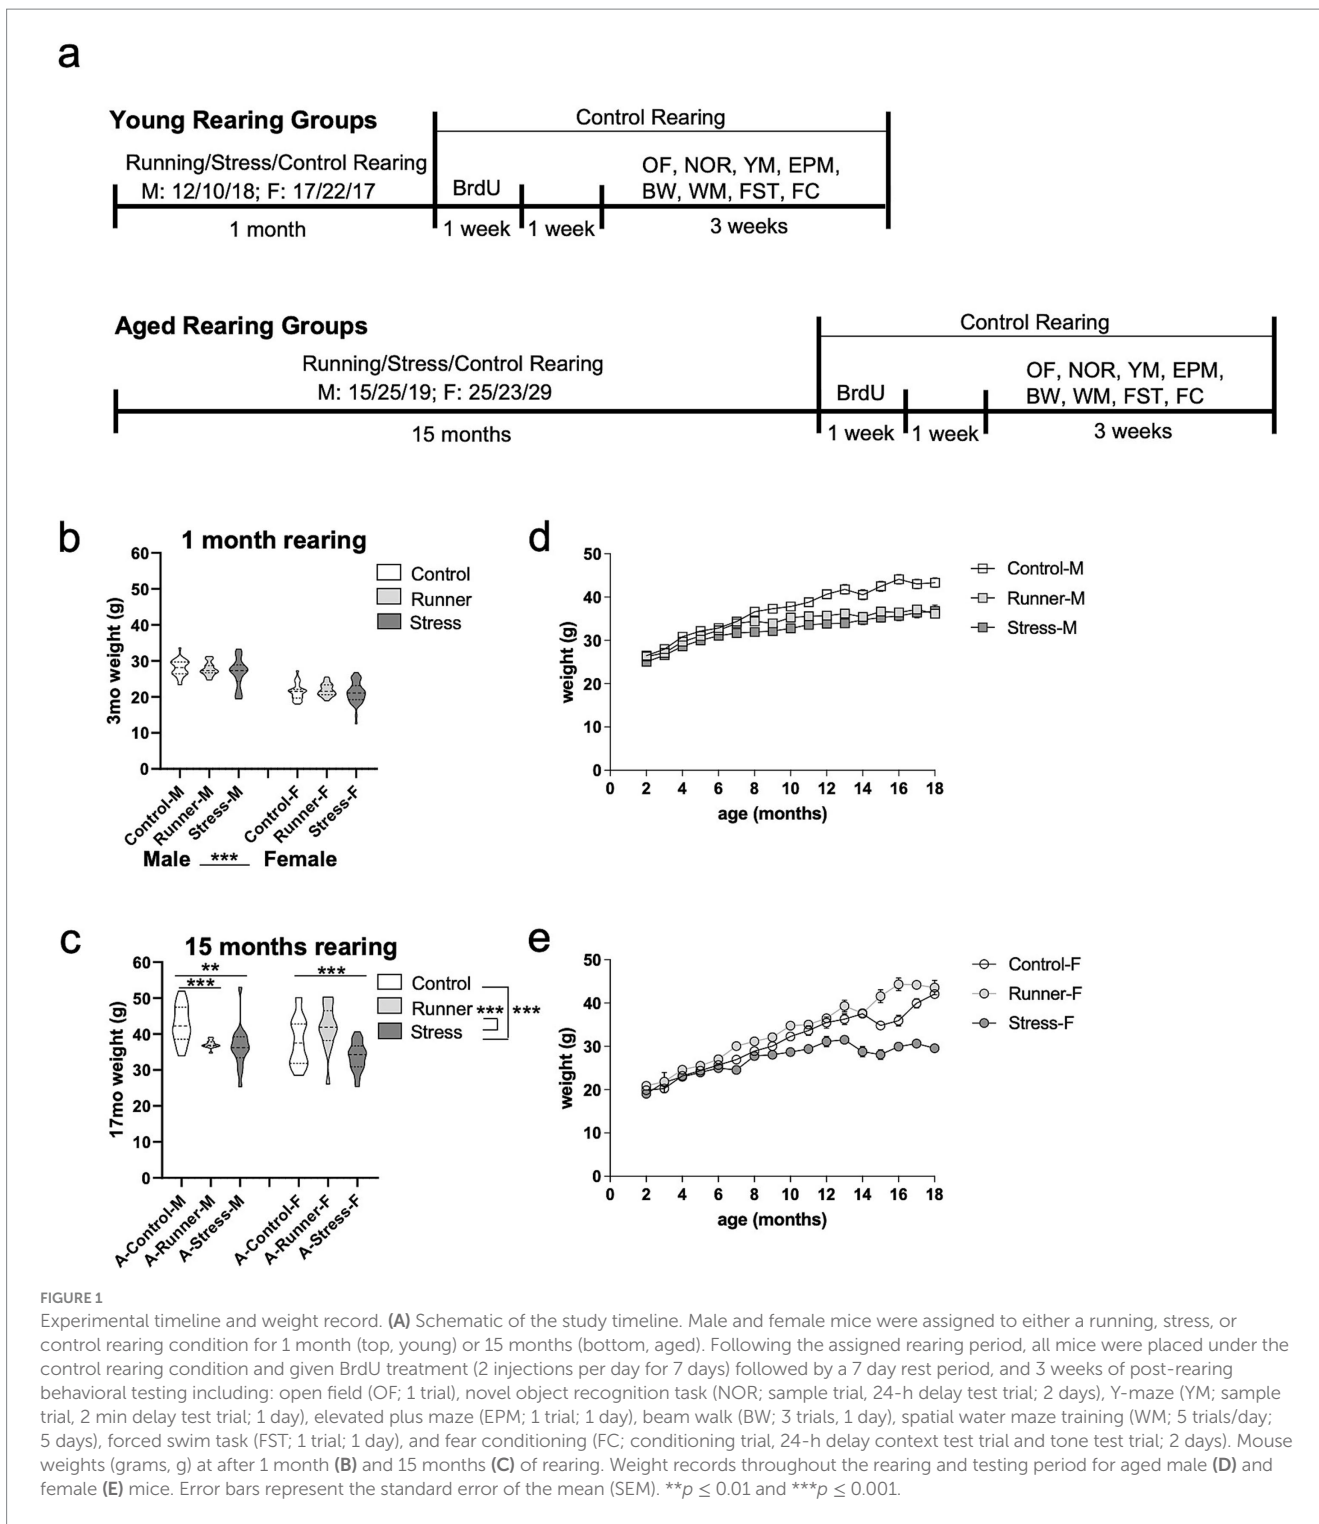 a
Young Rearing Groups
Control Rearing
Running/Stress/Control Rearing
M: 12/10/18; F: 17/22/17
BrdU
OF, NOR, YM, EPM,
BW, WM, FST, FC
1 month
1 week
1 week
3 weeks
Aged Rearing Groups
Control Rearing
Running/Stress/Control Rearing
M: 15/25/19; F: 25/23/29
BrdU
OF, NOR, YM, EPM,
BW, WM, FST, FC
15 months
1 week
1 week
3 weeks
b
1 month rearing
3mo weight (g)
60
50
40
30
20
10
0
Control
Runner
Stress
Control-M
Runner-M
Stress-M
Control-F
Runner-F
Stress-F
Male *** Female
d
weight (g)
50
40
30
20
10
0
0 2 4 6 8 10 12 14 16 18
age (months)
Control-M
Runner-M
Stress-M
c
15 months rearing
17mo weight (g)
60
50
40
30
20
10
0
**
***
***
Control
Runner
Stress
*** ***
A-Control-M
A-Runner-M
A-Stress-M
A-Control-F
A-Runner-F
A-Stress-F
e
weight (g)
50
40
30
20
10
0
0 2 4 6 8 10 12 14 16 18
age (months)
Control-F
Runner-F
Stress-F
FIGURE 1
Experimental timeline and weight record. (A) Schematic of the study timeline. Male and female mice were assigned to either a running, stress, or
control rearing condition for 1 month (top, young) or 15 months (bottom, aged). Following the assigned rearing period, all mice were placed under the
control rearing condition and given BrdU treatment (2 injections per day for 7 days) followed by a 7 day rest period, and 3 weeks of post-rearing
behavioral testing including: open field (OF; 1 trial), novel object recognition task (NOR; sample trial, 24-h delay test trial; 2 days), Y-maze (YM; sample
trial, 2 min delay test trial; 1 day), elevated plus maze (EPM; 1 trial; 1 day), beam walk (BW; 3 trials, 1 day), spatial water maze training (WM; 5 trials/day;
5 days), forced swim task (FST; 1 trial; 1 day), and fear conditioning (FC; conditioning trial, 24-h delay context test trial and tone test trial; 2 days). Mouse
weights (grams, g) at after 1 month (B) and 15 months (C) of rearing. Weight records throughout the rearing and testing period for aged male (D) and
female (E) mice. Error bars represent the standard error of the mean (SEM). **p ≤ 0.01 and ***p ≤ 0.001.